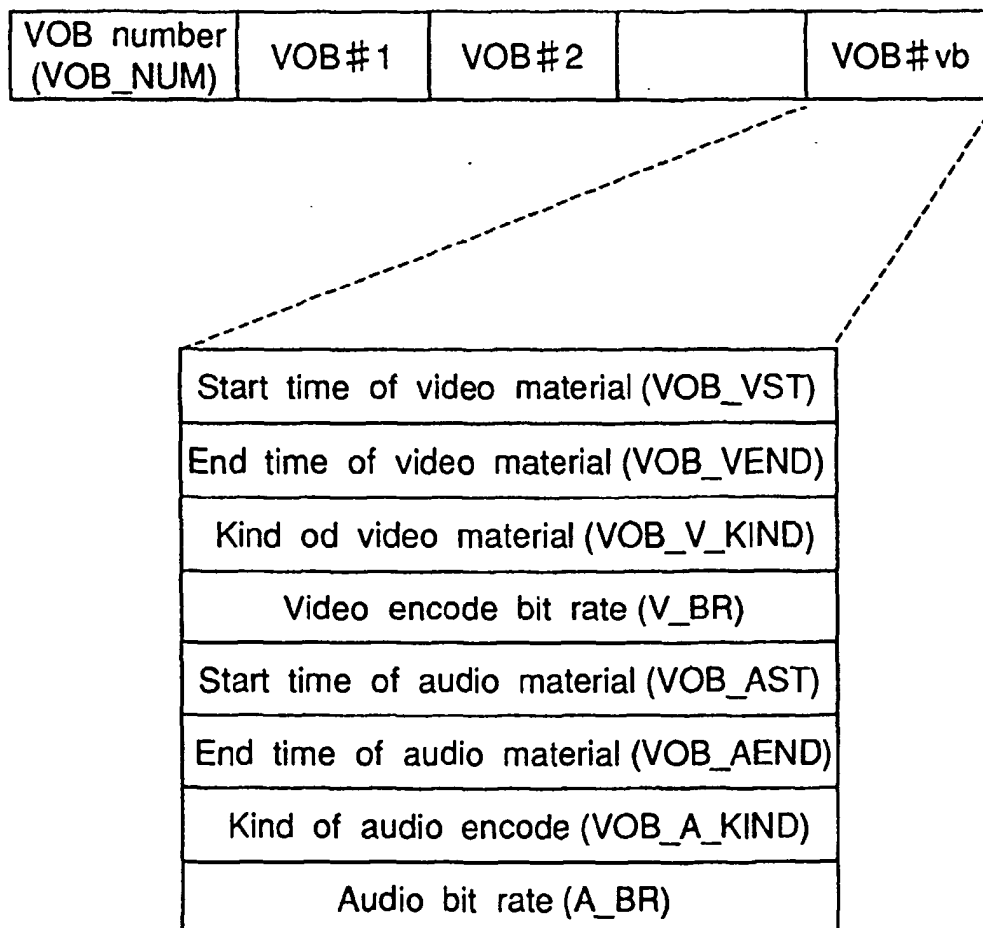 VOB number
(VOB_NUM)
VOB#1
VOB#2
VOB#vb
Start time of video material (VOB_VST)
End time of video material (VOB_VEND)
Kind od video material (VOB_V_KIND)
Video encode bit rate (V_BR)
Start time of audio material (VOB_AST)
End time of audio material (VOB_AEND)
Kind of audio encode (VOB_A_KIND)
Audio bit rate (A_BR)